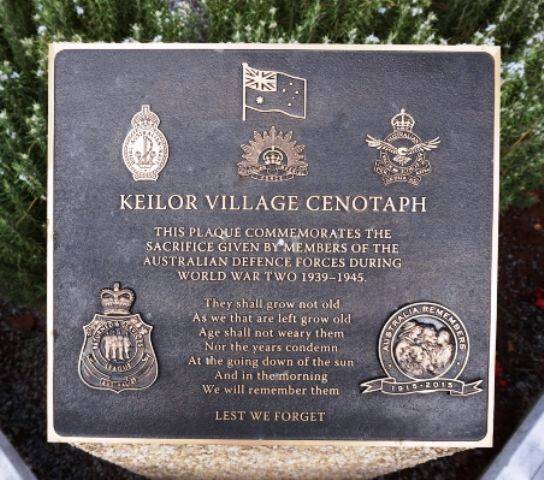 KEILOR VILLAGE CENOTAPH
THIS PLAQUE COMMEMORATES THE
SACRIFICE GIVEN BY MEMBERS OF THE
AUSTRALIAN DEFENCE FORCES DURING
WORLD WAR TWO 1939-1945.
They shall grow not old
As we that are left grow old
Age shall not weary them
Nor the years condemn
At the going down of the sun
And in the morning
We will remember them
LEST WE FORGET
LEAGUE
AUSTRALIA REMEMBERS
1915-2015